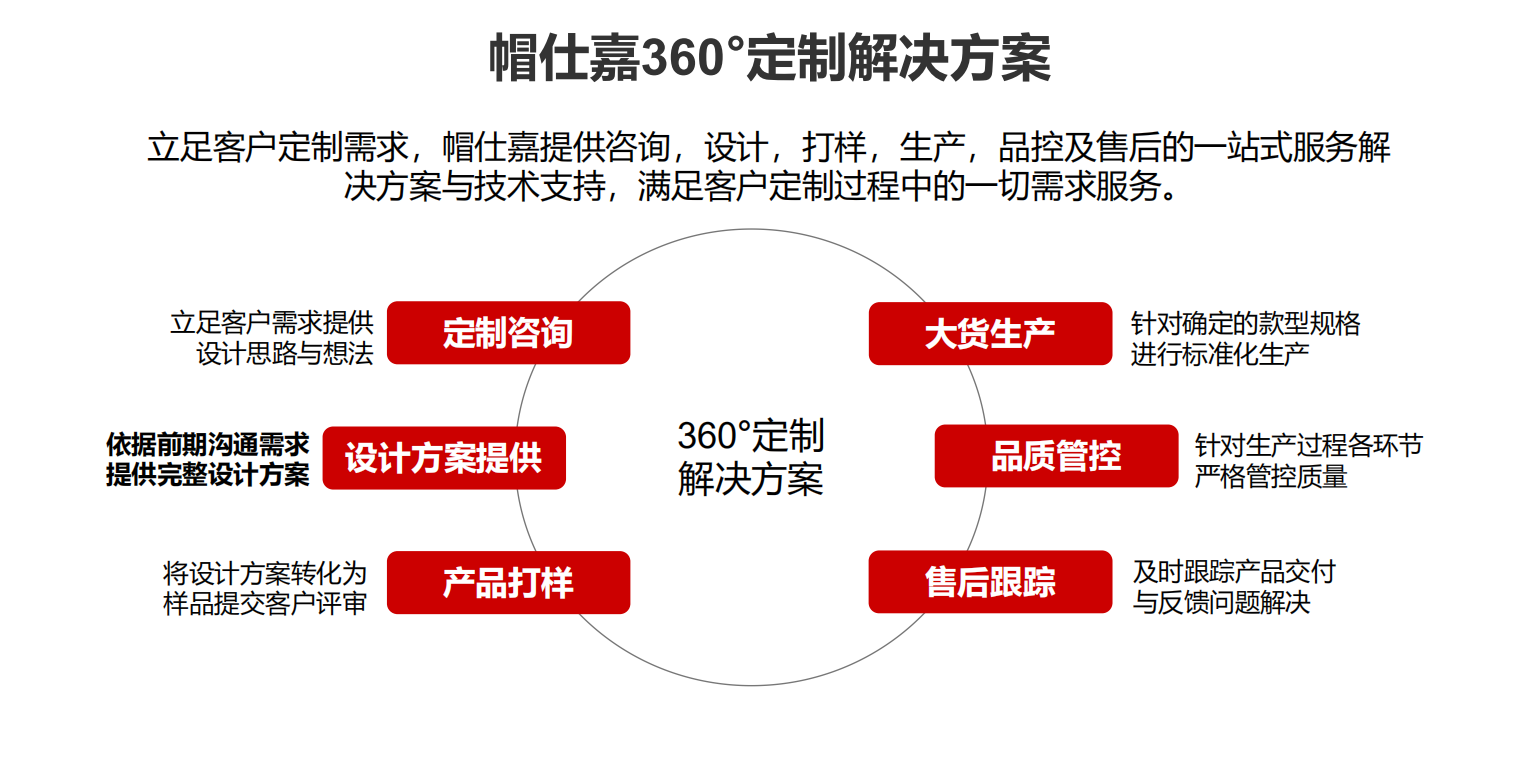 帽仕嘉360°定制解决方案
立足客户定制需求，帽仕嘉提供咨询，设计，打样，生产，品控及售后的一站式服务解
决方案与技术支持，满足客户定制过程中的一切需求服务。
立足客户需求提供
设计思路与想法
定制咨询
依据前期沟通需求
提供完整设计方案
设计方案提供
将设计方案转化为
样品提交客户评审
产品打样
360°定制
解决方案
大货生产
针对确定的款型规格
进行标准化生产
品质管控
针对生产过程各环节
严格管控质量
售后跟踪
及时跟踪产品交付
与反馈问题解决